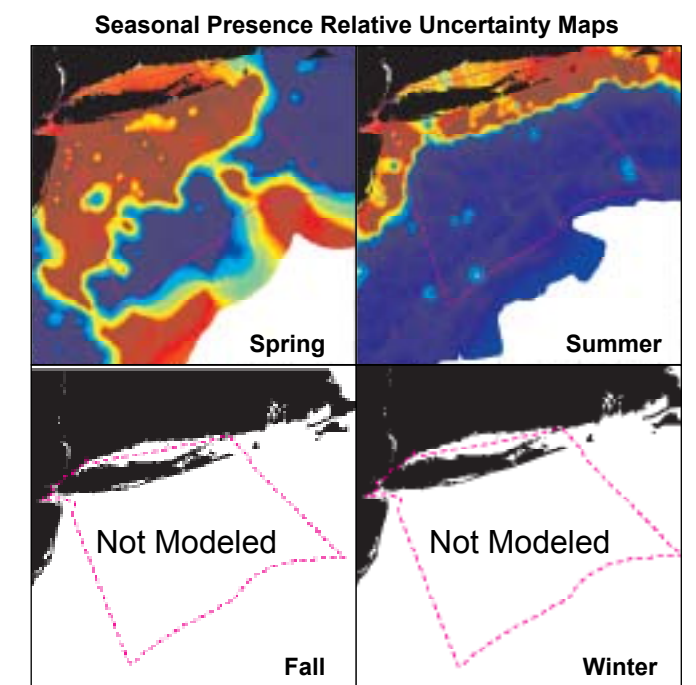 Seasonal Presence Relative Uncertainty Maps
Spring
Summer
Not Modeled
Fall
Not Modeled
Winter